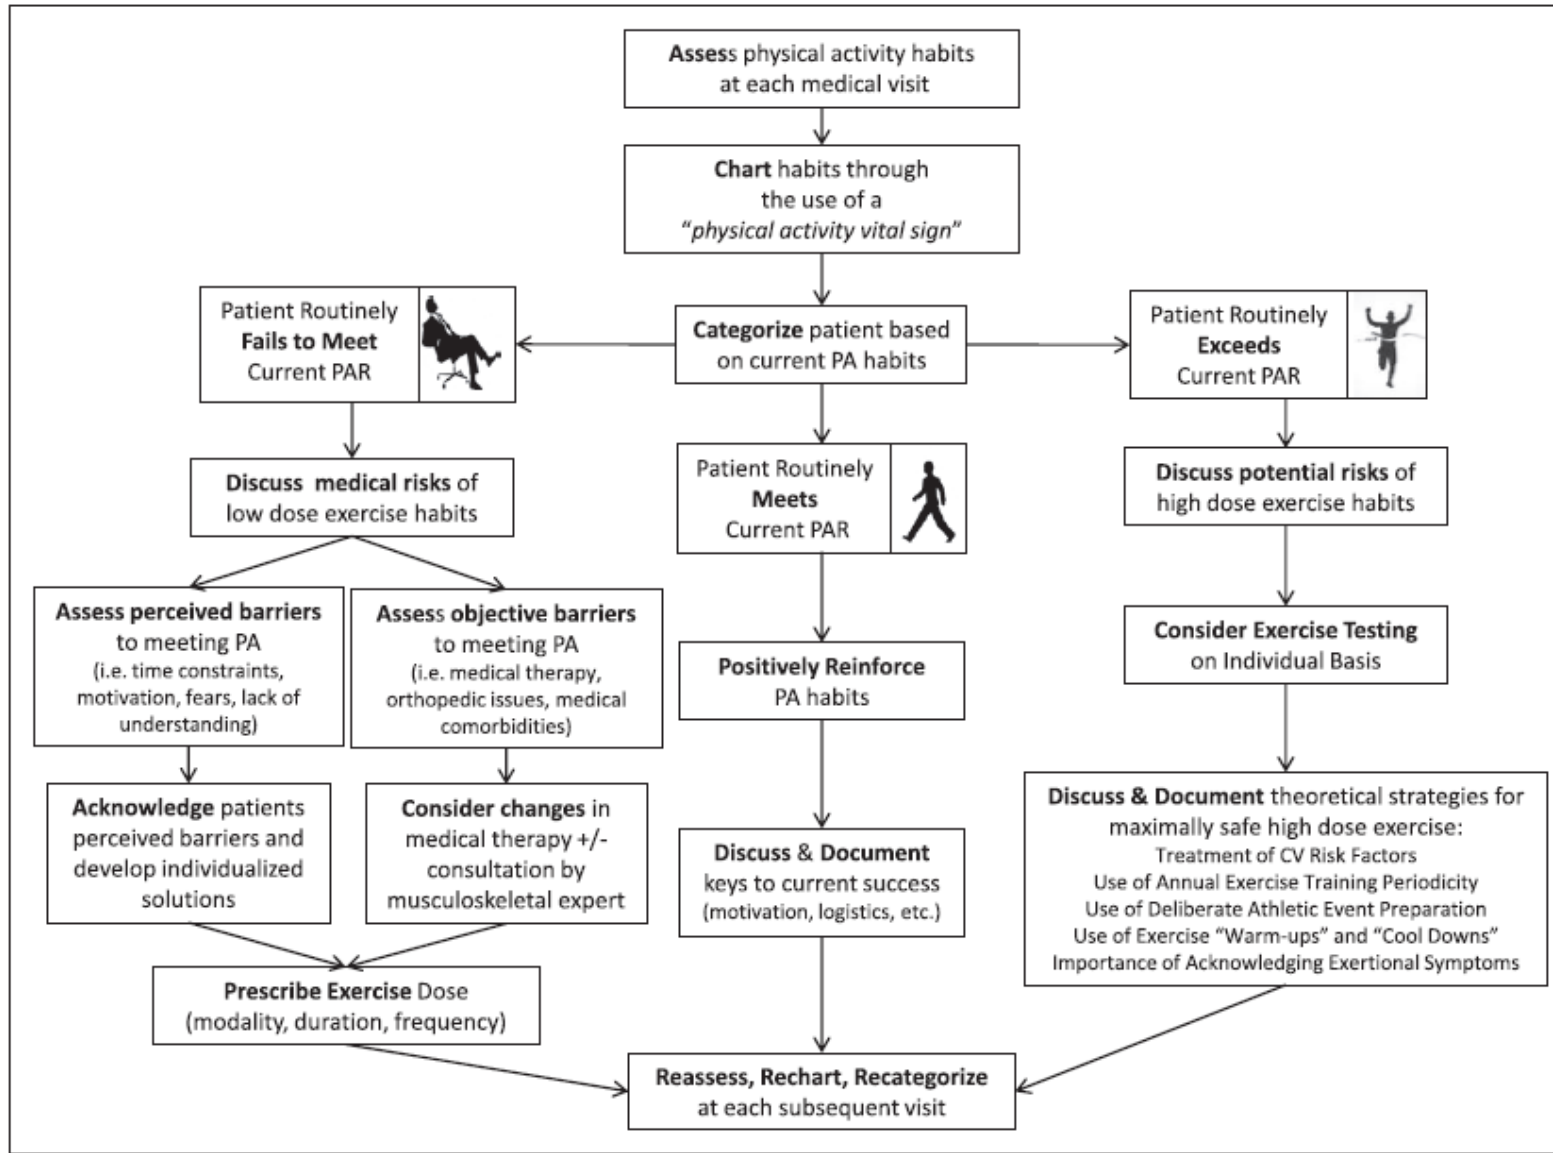 Assess physical activity habits
at each medical visit
Chart habits through
the use of a
“physical activity vital sign”
Patient Routinely
Fails to Meet
Current PAR
Categorize patient based
on current PA habits
Patient Routinely
Exceeds
Current PAR
Discuss medical risks of
low dose exercise habits
Patient Routinely
Meets
Current PAR
Discuss potential risks of
high dose exercise habits
Assess perceived barriers
to meeting PA
(i.e. time constraints,
motivation, fears, lack of
understanding)
Assess objective barriers
to meeting PA
(i.e. medical therapy,
orthopedic issues, medical
comorbidities)
Positively Reinforce
PA habits
Consider Exercise Testing
on Individual Basis
Acknowledge patients
perceived barriers and
develop individualized
solutions
Consider changes in
medical therapy +/-
consultation by
musculoskeletal expert
Discuss & Document
keys to current success
(motivation, logistics, etc.)
Discuss & Document theoretical strategies for
maximally safe high dose exercise:
Treatment of CV Risk Factors
Use of Annual Exercise Training Periodicity
Use of Deliberate Athletic Event Preparation
Use of Exercise “Warm-ups” and “Cool Downs”
Importance of Acknowledging Exertional Symptoms
Prescribe Exercise Dose
(modality, duration, frequency)
Reassess, Rechart, Recategorize
at each subsequent visit